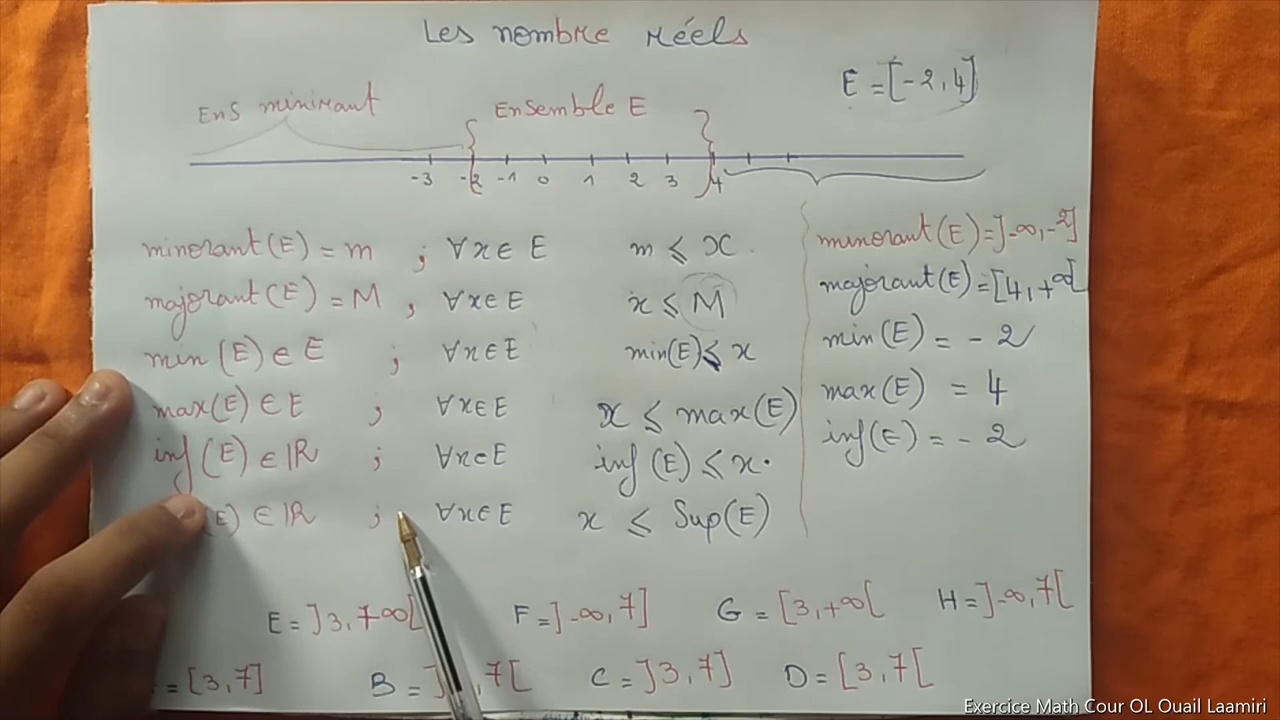 Les nombre réels
E = [-2, 4]
Ens minirant
Ensemble E
-3 -2 -1 0 1 2 3 4
minorant(E) = m ; ∀x∈E m ⩽ x
majorant(E) = M , ∀x∈E x ⩽ M
min (E) ∈ E ; ∀x∈E min(E) ⩽ x
max(E) ∈ E ; ∀x∈E x ⩽ max(E)
inf (E) ∈ IR ; ∀x∈E inf (E) ⩽ x.
(E) ∈ IR ; ∀x∈E x ⩽ Sup(E)
minorant(E) = ]-∞, -2]
majorant(E) = [4, +∞[
min(E) = - 2
max(E) = 4
inf(E) = - 2
E = ]3, +∞[ F = ]-∞, 7] G = [3, +∞[ H = ]-∞, 7[
= [3, 7] B = ] , 7[ C = ]3, 7] D = [3, 7[
Exercice Math Cour OL Ouail Laamiri